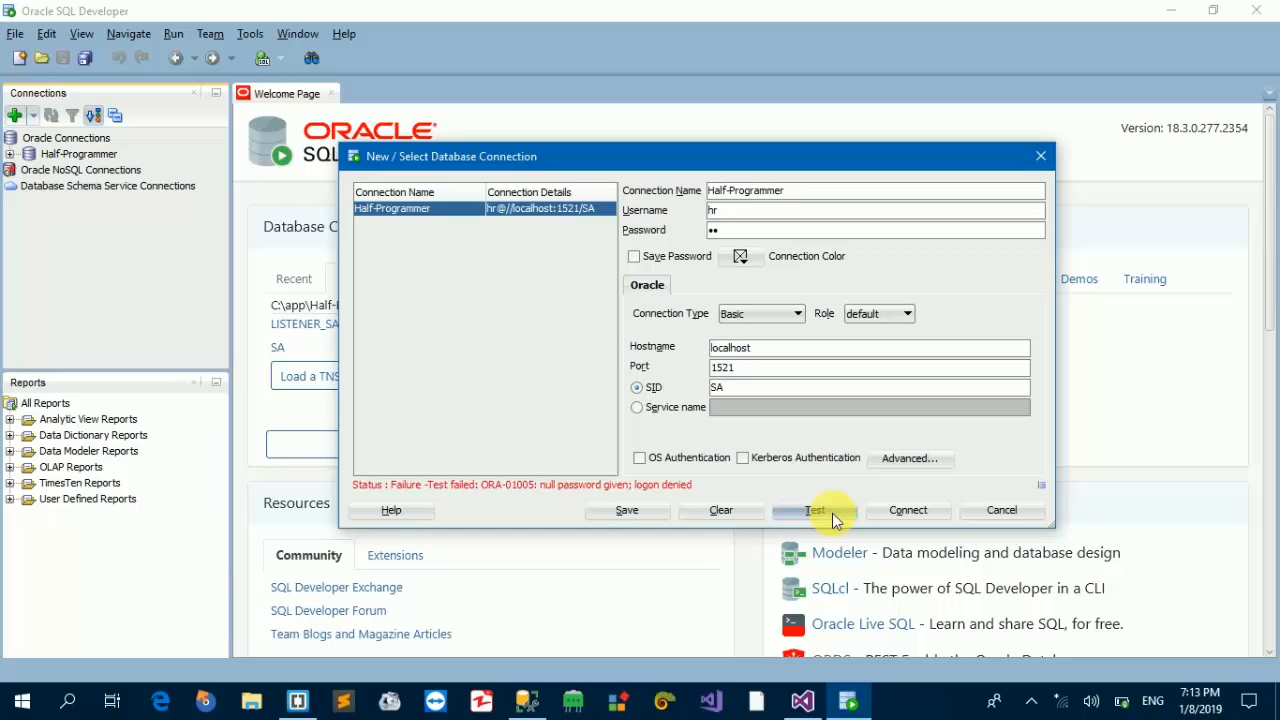 Oracle SQL Developer
File Edit View Navigate Run Team Tools Window Help
Connections
Oracle Connections
Half-Programmer
Oracle NoSQL Connections
Database Schema Service Connections
Reports
All Reports
Analytic View Reports
Data Dictionary Reports
Data Modeler Reports
OLAP Reports
TimesTen Reports
User Defined Reports
Welcome Page
ORACLE
SQL
Version: 18.3.0.277.2354
Database C
Recent
C:\app\Half-
LISTENER_SA
SA
Load a TNS
Demos Training
New / Select Database Connection
Connection Name Connection Details
Half-Programmer hr@//localhost:1521/SA
Connection Name Half-Programmer
Username hr
Password ••
Save Password Connection Color
Oracle
Connection Type Basic Role default
Hostname localhost
Port 1521
SID SA
Service name
OS Authentication Kerberos Authentication Advanced...
Status : Failure -Test failed: ORA-01005: null password given; logon denied
Help Save Clear Test Connect Cancel
Resources
Community Extensions
SQL Developer Exchange
SQL Developer Forum
Team Blogs and Magazine Articles
Modeler - Data modeling and database design
SQLcl - The power of SQL Developer in a CLI
Oracle Live SQL - Learn and share SQL, for free.
ENG
7:13 PM
1/8/2019